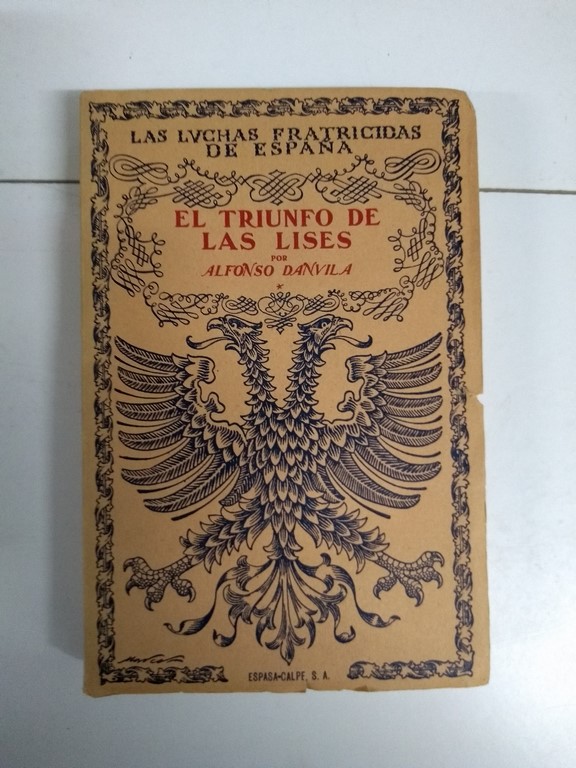 LAS LVCHAS FRATRICIDAS
DE ESPAÑA
EL TRIUNFO DE
LAS LISES
POR
ALFONSO DANVILA
*
ESPASA-CALPE, S. A.